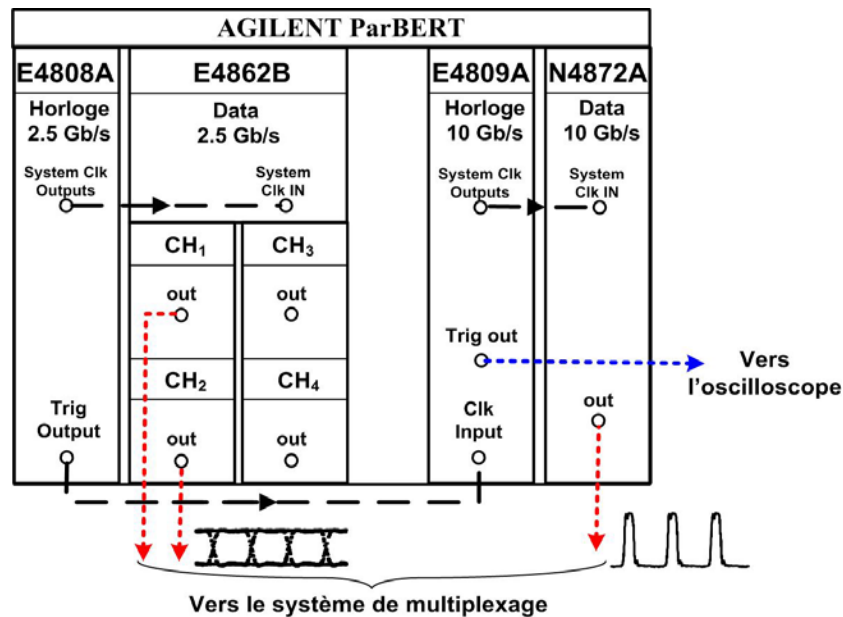 AGILENT ParBERT
E4808A
E4862B
E4809A
N4872A
Horloge
2.5 Gb/s
Data
2.5 Gb/s
Horloge
10 Gb/s
Data
10 Gb/s
System Clk
Outputs
System
Clk IN
System Clk
Outputs
System
Clk IN
CH₁
CH₃
out
out
Trig out
Vers
l'oscilloscope
CH₂
CH₄
Trig
Output
out
out
Clk
Input
out
Vers le système de multiplexage